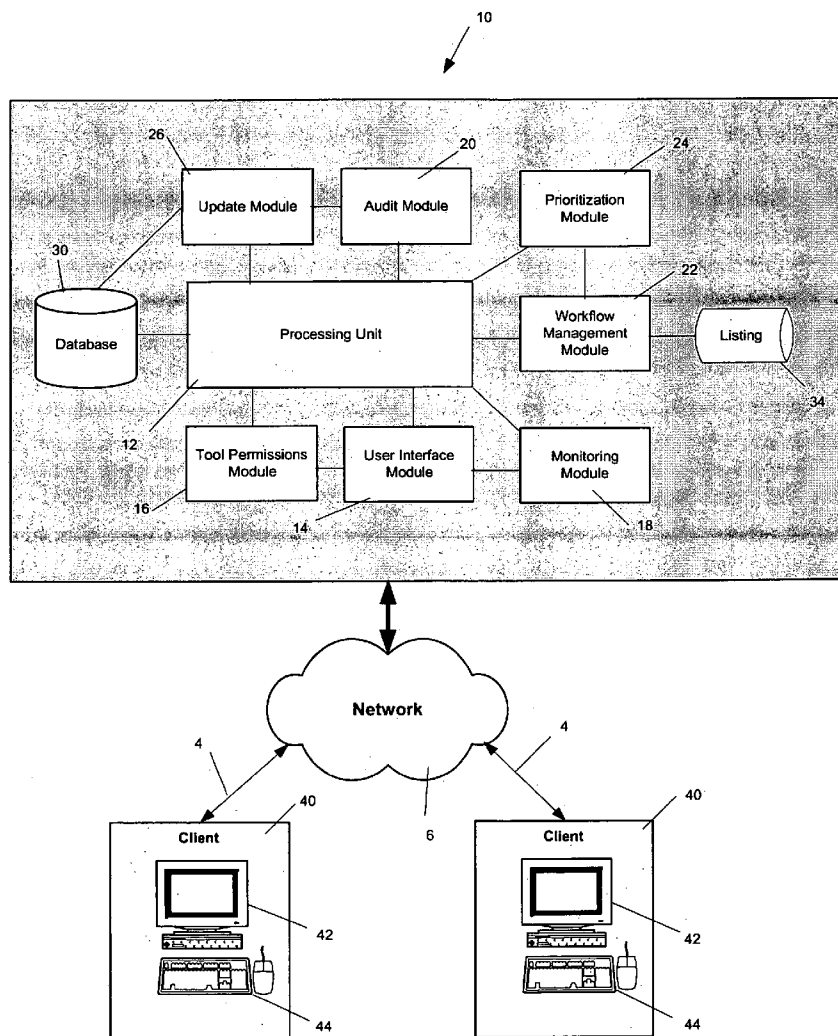 10
26
20
24
Update Module
Audit Module
Prioritization
Module
30
22
Database
Processing Unit
Workflow
Management
Module
Listing
34
12
Tool Permissions
Module
User Interface
Module
Monitoring
Module
16
14
18
Network
4
4
6
40
40
Client
Client
42
42
44
44